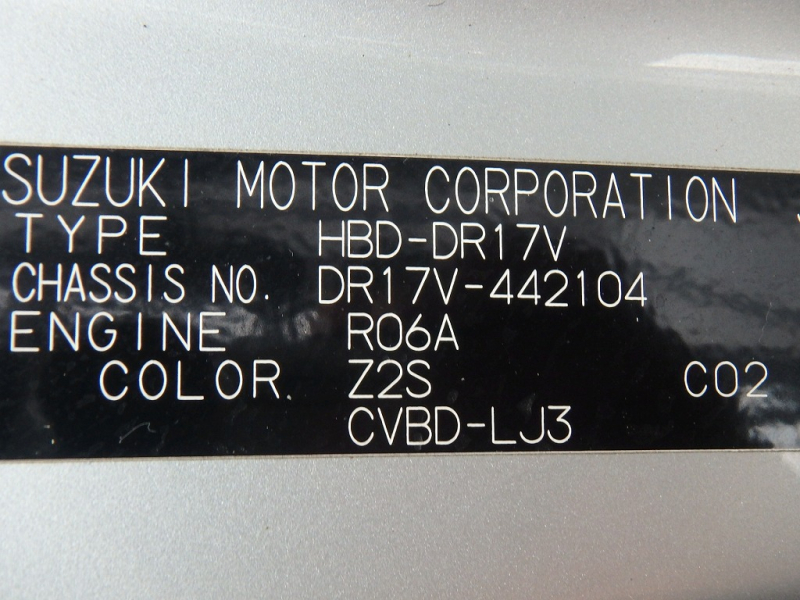 SUZUKI MOTOR CORPORATION
TYPE HBD-DR17V
CHASSIS NO. DR17V-442104
ENGINE R06A
COLOR Z2S C02
CVBD-LJ3